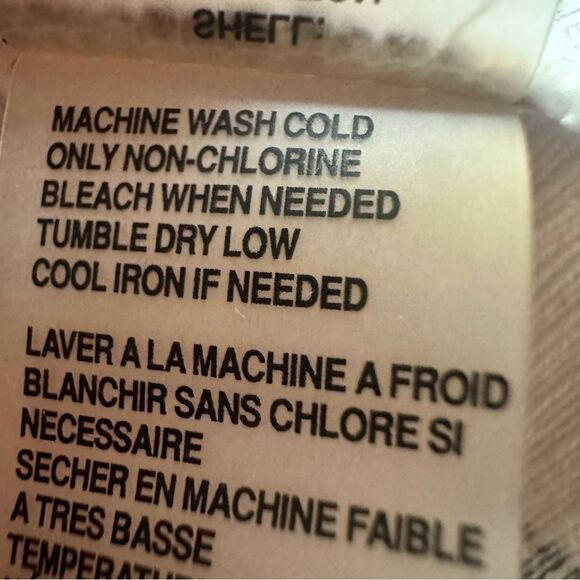 SHELL:
MACHINE WASH COLD
ONLY NON-CHLORINE
BLEACH WHEN NEEDED
TUMBLE DRY LOW
COOL IRON IF NEEDED
LAVER A LA MACHINE A FROID
BLANCHIR SANS CHLORE SI
NECESSAIRE
SECHER EN MACHINE FAIBLE
A TRES BASSE